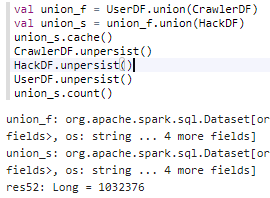 val union_f = UserDF.union(CrawlerDF)
val union_s = union_f.union(HackDF)
union_s.cache()
CrawlerDF.unpersist()
HackDF.unpersist()
UserDF.unpersist()
union_s.count()
union_f: org.apache.spark.sql.Dataset[or
fields>, os: string ... 4 more fields]
union_s: org.apache.spark.sql.Dataset[or
fields>, os: string ... 4 more fields]
res52: Long = 1032376